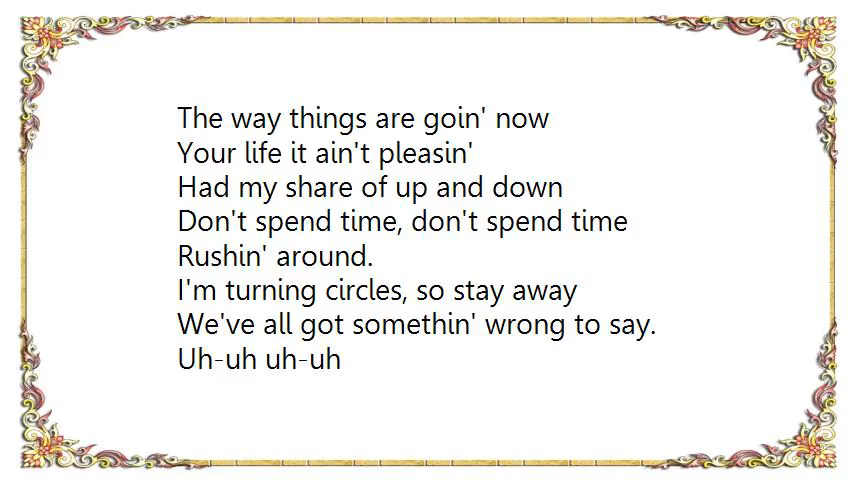 The way things are goin' now
Your life it ain't pleasin'
Had my share of up and down
Don't spend time, don't spend time
Rushin' around.
I'm turning circles, so stay away
We've all got somethin' wrong to say.
Uh-uh uh-uh